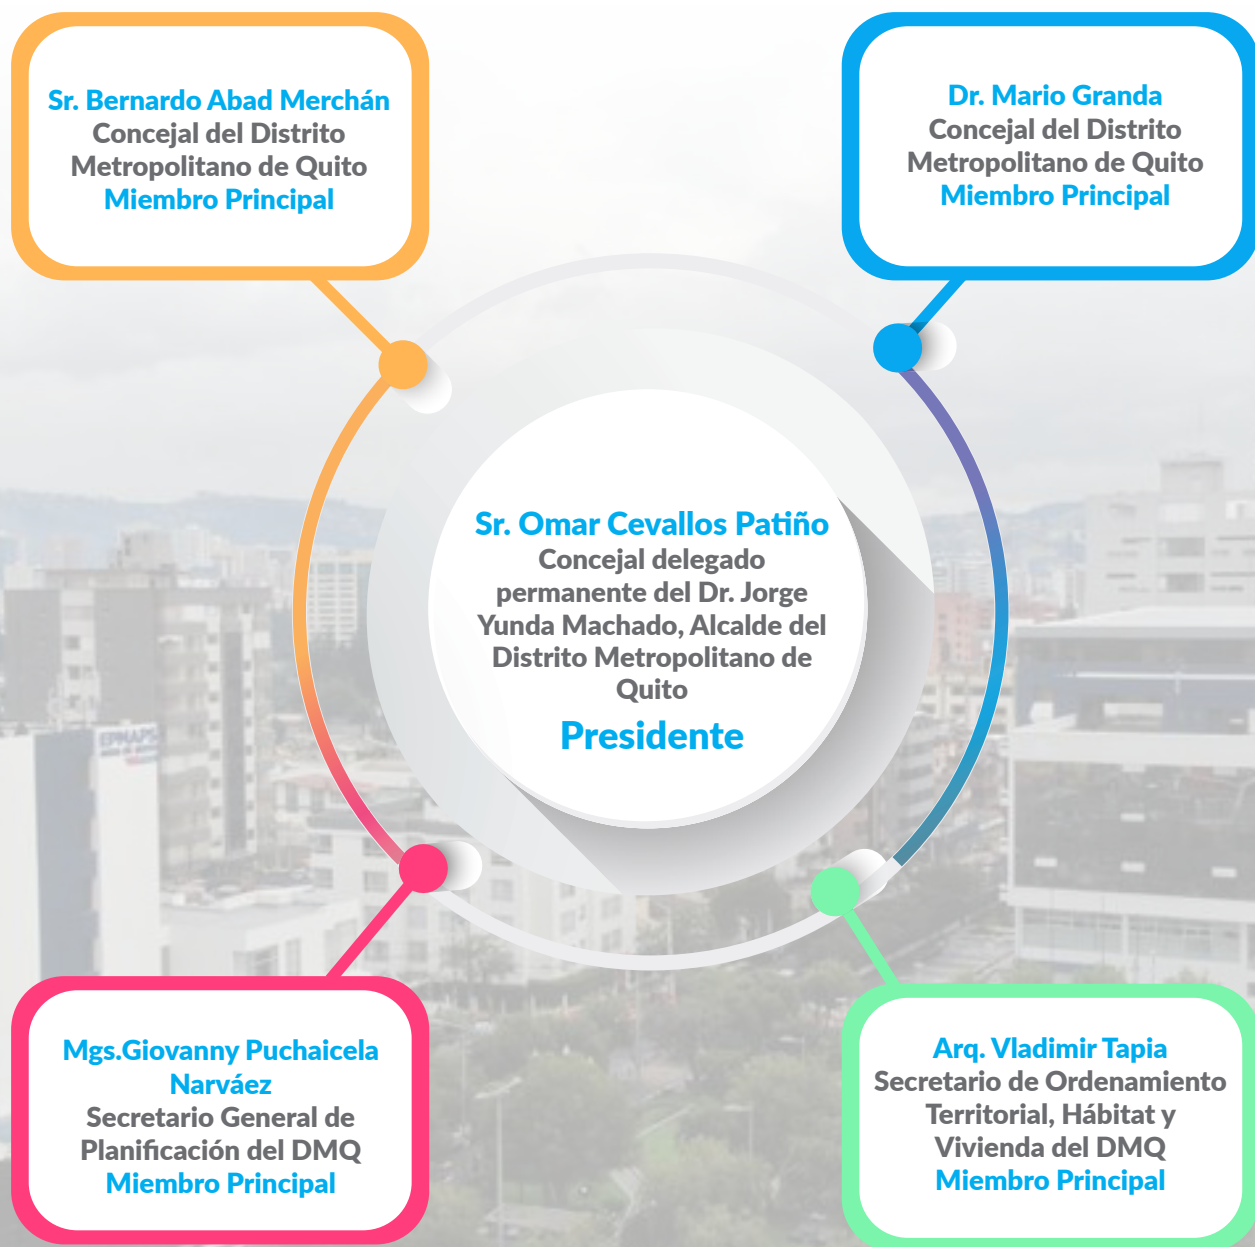 Sr. Bernardo Abad Merchán
Concejal del Distrito
Metropolitano de Quito
Miembro Principal
Dr. Mario Granda
Concejal del Distrito
Metropolitano de Quito
Miembro Principal
Sr. Omar Cevallos Patiño
Concejal delegado
permanente del Dr. Jorge
Yunda Machado, Alcalde del
Distrito Metropolitano de
Quito
Presidente
EPMAPS
Mgs.Giovanny Puchaicela
Narváez
Secretario General de
Planificación del DMQ
Miembro Principal
Arq. Vladimir Tapia
Secretario de Ordenamiento
Territorial, Hábitat y
Vivienda del DMQ
Miembro Principal